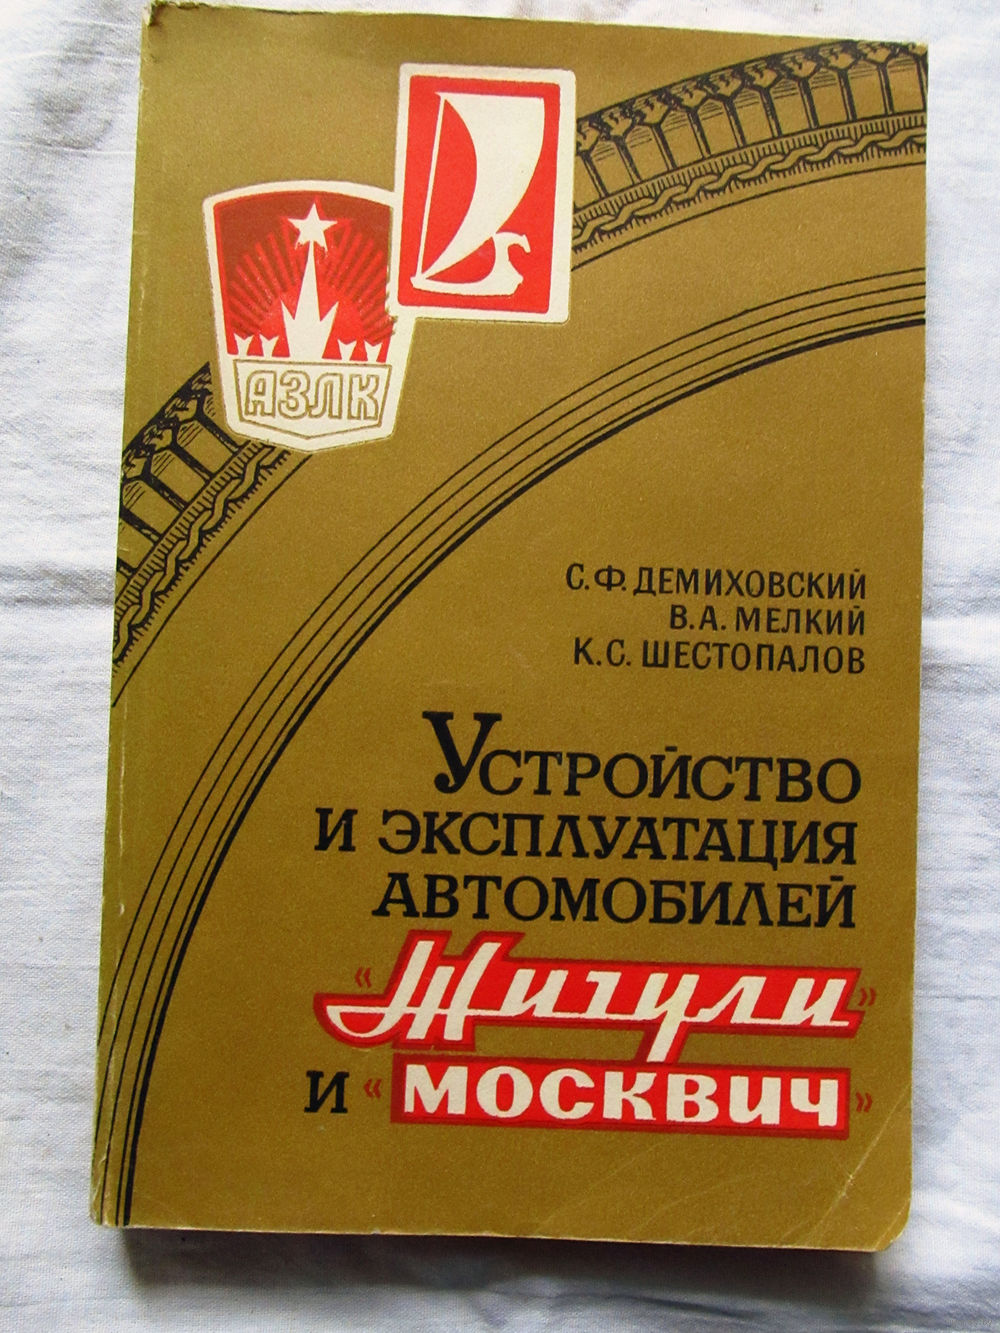 АЗЛК
С.Ф. ДЕМИХОВСКИЙ
В.А. МЕЛКИЙ
К.С. ШЕСТОПАЛОВ
УСТРОЙСТВО
И ЭКСПЛУАТАЦИЯ
АВТОМОБИЛЕЙ
«Жигули»
И «МОСКВИЧ»